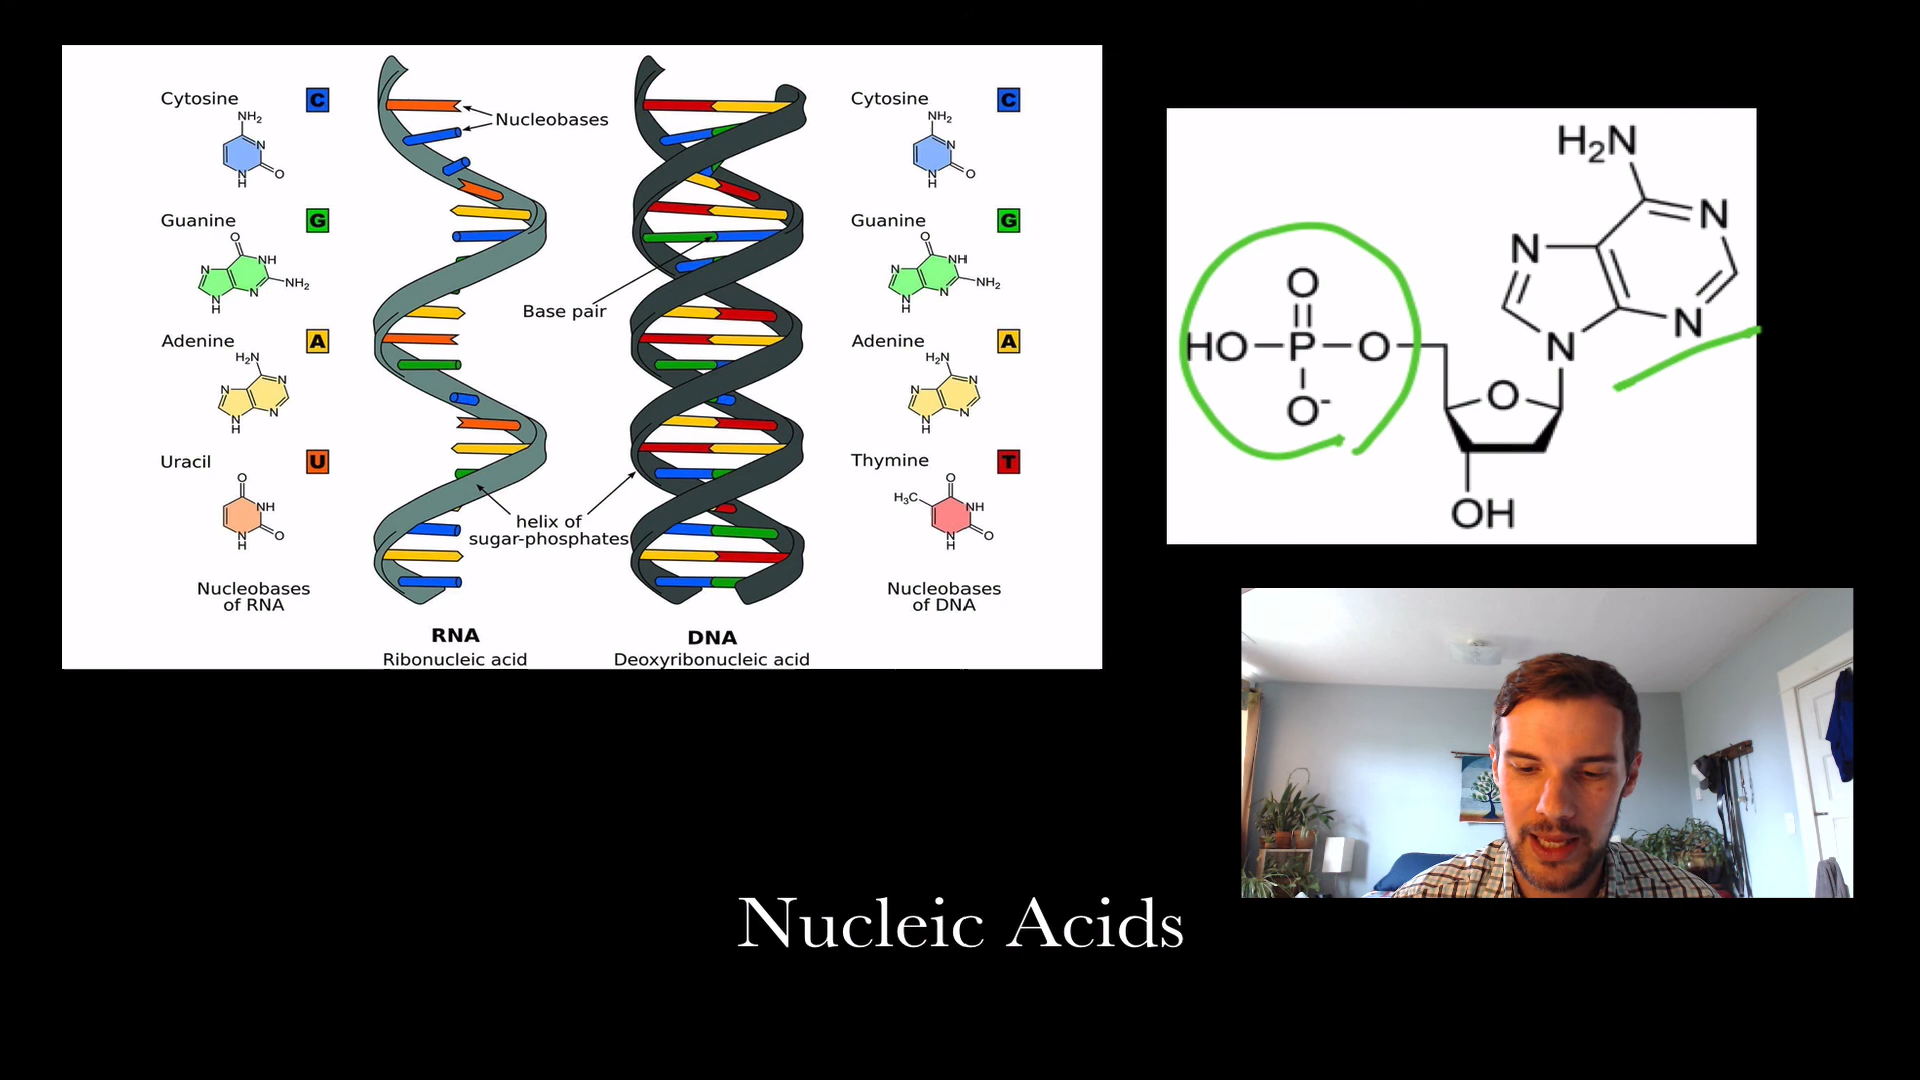 Cytosine C
NH₂
N
N
H
O
Guanine G
O
N
NH
N
H
N
NH₂
Adenine A
H₂N
N
N
N
H
N
Uracil U
O
NH
N
H
O
Nucleobases
of RNA
Nucleobases
Base pair
helix of
sugar-phosphates
RNA
Ribonucleic acid
DNA
Deoxyribonucleic acid
Cytosine C
NH₂
N
N
H
O
Guanine G
O
N
NH
N
H
N
NH₂
Adenine A
H₂N
N
N
N
H
N
Thymine T
O
H₃C
NH
N
H
O
Nucleobases
of DNA
H₂N
N
N
O
N
HO P O
N
O⁻
O
OH
Nucleic Acids